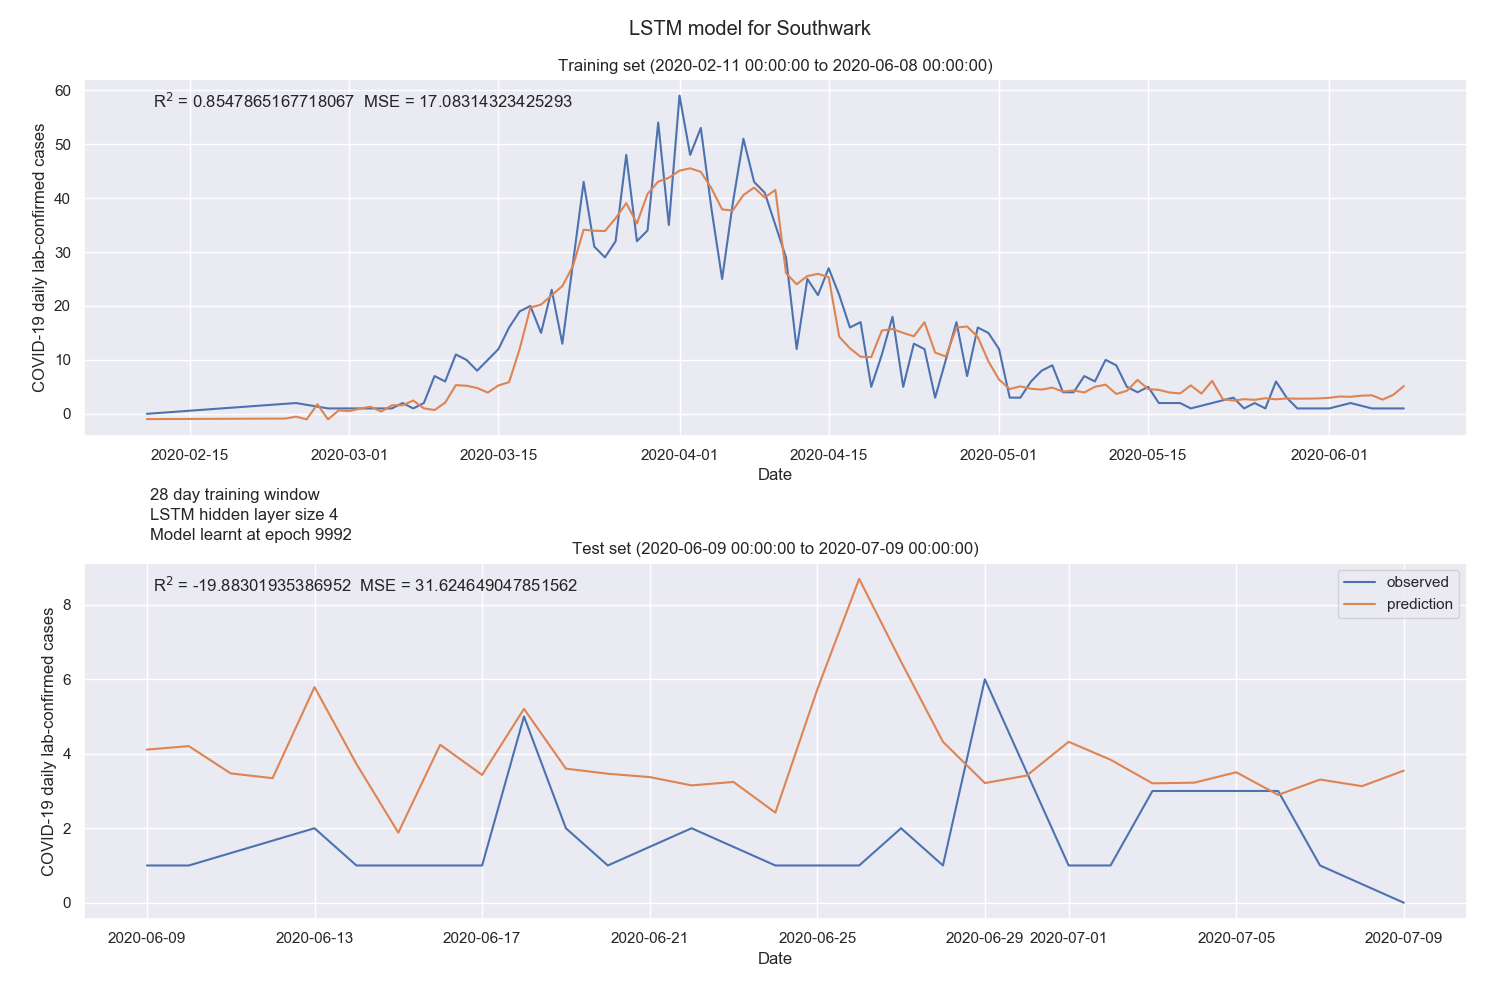 LSTM model for Southwark
Training set (2020-02-11 00:00:00 to 2020-06-08 00:00:00)
R² = 0.8547865167718067 MSE = 17.08314323425293
COVID-19 daily lab-confirmed cases
60
50
40
30
20
10
0
2020-02-15 2020-03-01 2020-03-15 2020-04-01 2020-04-15 2020-05-01 2020-05-15 2020-06-01
Date
28 day training window
LSTM hidden layer size 4
Model learnt at epoch 9992
Test set (2020-06-09 00:00:00 to 2020-07-09 00:00:00)
R² = -19.88301935386952 MSE = 31.624649047851562
observed
prediction
COVID-19 daily lab-confirmed cases
8
6
4
2
0
2020-06-09 2020-06-13 2020-06-17 2020-06-21 2020-06-25 2020-06-29 2020-07-01 2020-07-05 2020-07-09
Date